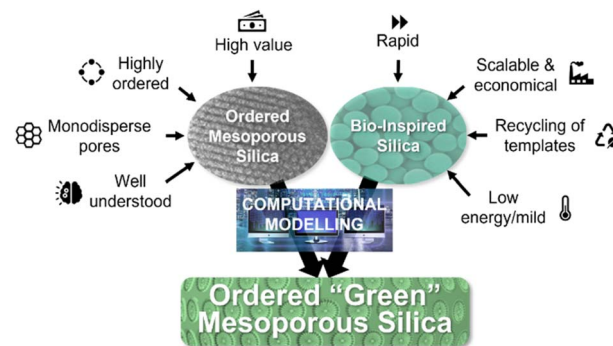 High value
Rapid
Highly
ordered
Scalable &
economical
Monodisperse
pores
Ordered
Mesoporous
Silica
Bio-Inspired
Silica
Recycling of
templates
Well
understood
Low
energy/mild
COMPUTATIONAL
MODELLING
Ordered “Green”
Mesoporous Silica